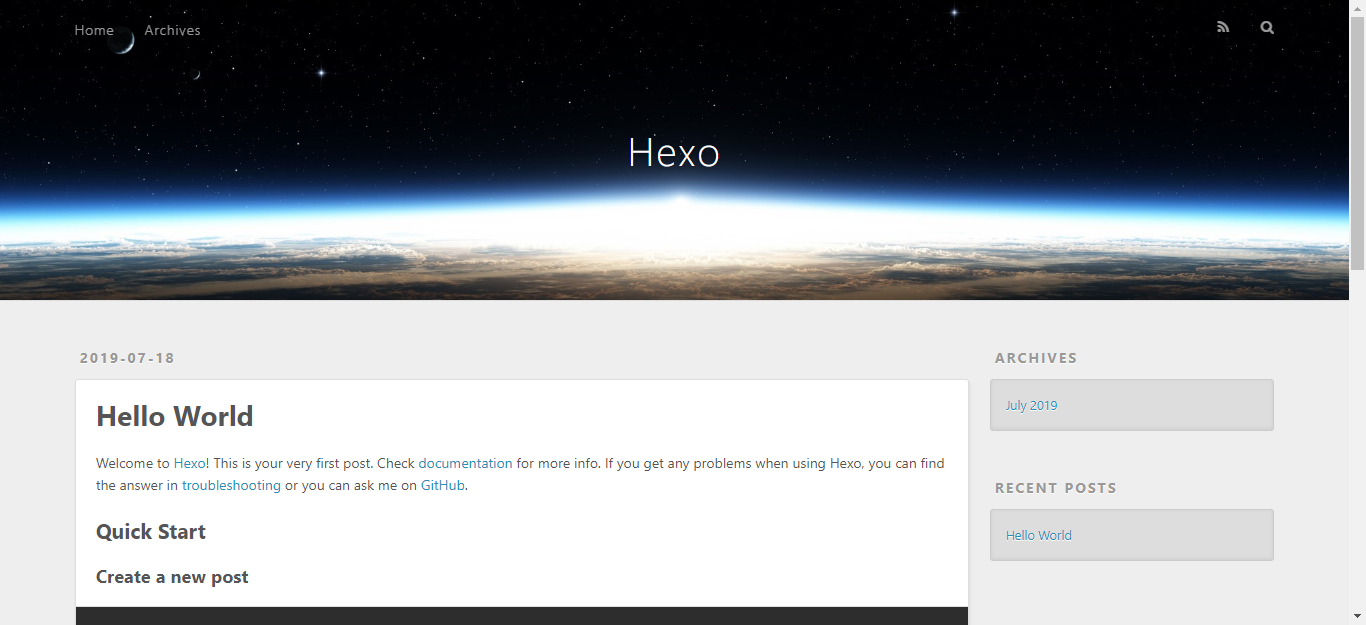 Home Archives
Hexo
2019-07-18
Hello World
Welcome to Hexo! This is your very first post. Check documentation for more info. If you get any problems when using Hexo, you can find
the answer in troubleshooting or you can ask me on GitHub.
Quick Start
Create a new post
ARCHIVES
July 2019
RECENT POSTS
Hello World